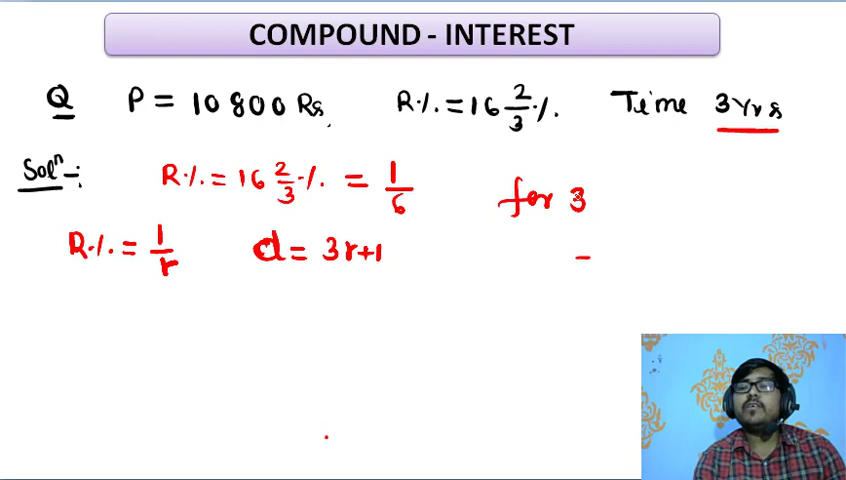 COMPOUND - INTEREST
Q P = 10800 Rs. R.%. = 16 2/3 %. Time 3Yrs
Solⁿ -: R.%. = 16 2/3 %. = 1/6 for 3
R.%. = 1/r d = 3r+1 -